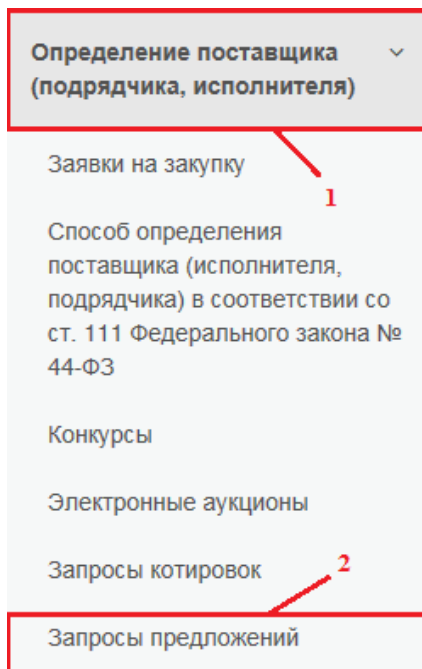 Определение поставщика
(подрядчика, исполнителя)
1
Заявки на закупку
Способ определения
поставщика (исполнителя,
подрядчика) в соответствии со
ст. 111 Федерального закона №
44-ФЗ
Конкурсы
Электронные аукционы
Запросы котировок
2
Запросы предложений